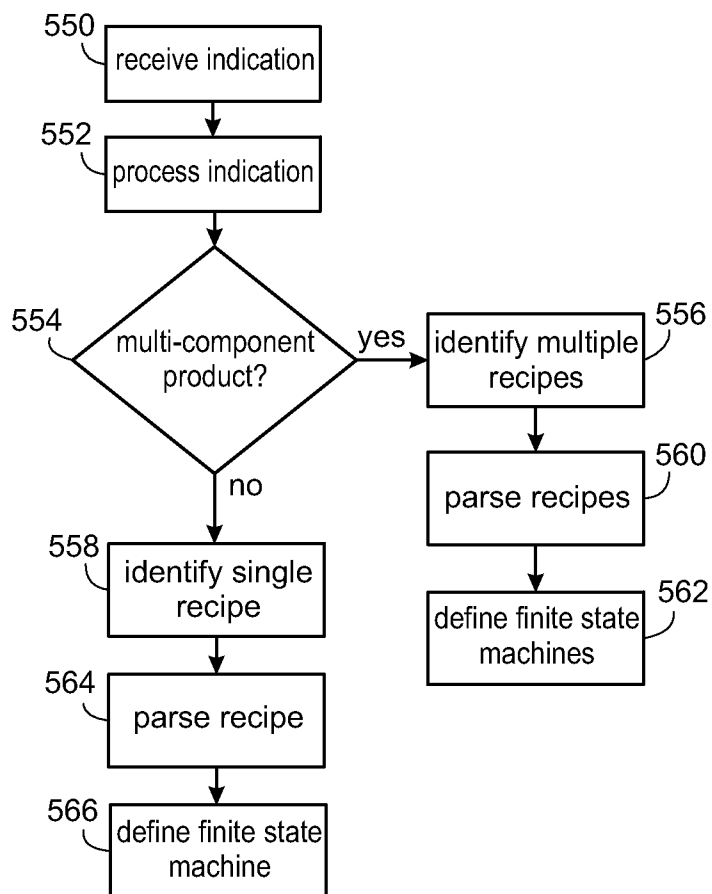 550
receive indication
552
process indication
554
multi-component
product?
yes
556
identify multiple
recipes
560
parse recipes
562
define finite state
machines
no
558
identify single
recipe
564
parse recipe
566
define finite state
machine